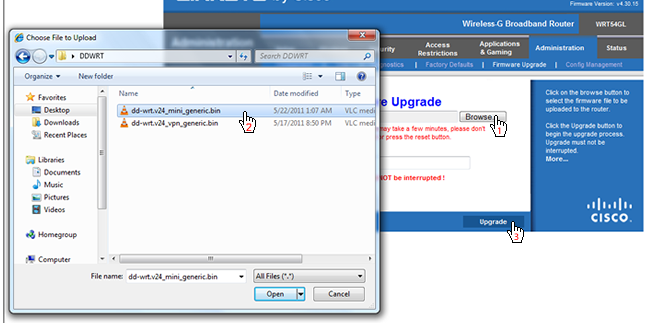 by Cisco
Firmware Version: v4.30.15
Wireless-G Broadband Router WRT54GL
Administration
Access Restrictions
Applications & Gaming
Administration
Status
Factory Defaults | Firmware Upgrade | Config Management
Choose File to Upload
DDWRT
Search DDWRT
Organize
New folder
Name
Date modified
Type
Favorites
Desktop
Downloads
Recent Places
Libraries
Documents
Music
Pictures
Videos
Homegroup
Computer
dd-wrt.v24_mini_generic.bin 5/22/2011 1:07 AM VLC media
dd-wrt.v24_vpn_generic.bin 5/17/2011 8:50 PM VLC media
2
File name: dd-wrt.v24_mini_generic.bin
All Files (*.*)
Open
Cancel
Upgrade
Browse...
1
may take a few minutes, please don't
or press the reset button.
be interrupted !
Upgrade
3
Click on the browse button to
select the firmware file to be
uploaded to the router.
Click the Upgrade button to
begin the upgrade process.
Upgrade must not be
interrupted.
More...
CISCO